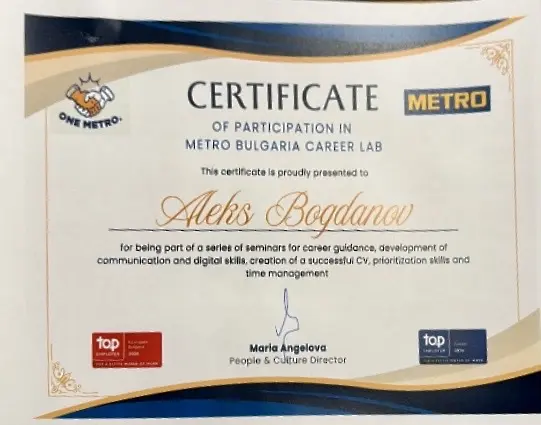 CERTIFICATE
METRO
ONE METRO.
OF PARTICIPATION IN
METRO BULGARIA CAREER LAB
This certificate is proudly presented to
Aleks Bogdanov
for being part of a series of seminars for career guidance, development of
communication and digital skills, creation of a successful CV, prioritization skills and
time management
Maria Angelova
People & Culture Director
top
EMPLOYER
top
EMPLOYER